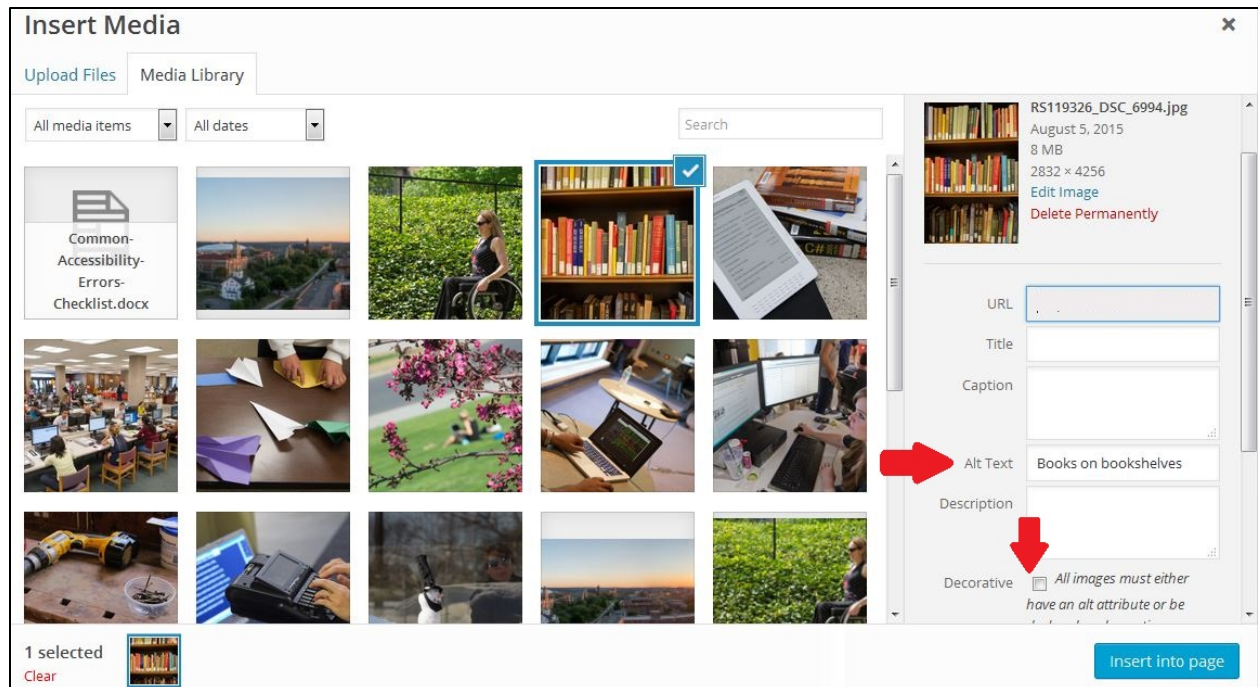 Insert Media
Upload Files
Media Library
All media items
All dates
Search
Common-
Accessibility-
Errors-
Checklist.docx
C#
RS119326_DSC_6994.jpg
August 5, 2015
8 MB
2832 × 4256
Edit Image
Delete Permanently
URL
Title
Caption
Alt Text
Books on bookshelves
Description
Decorative
All images must either
have an alt attribute or be
1 selected
Clear
Insert into page